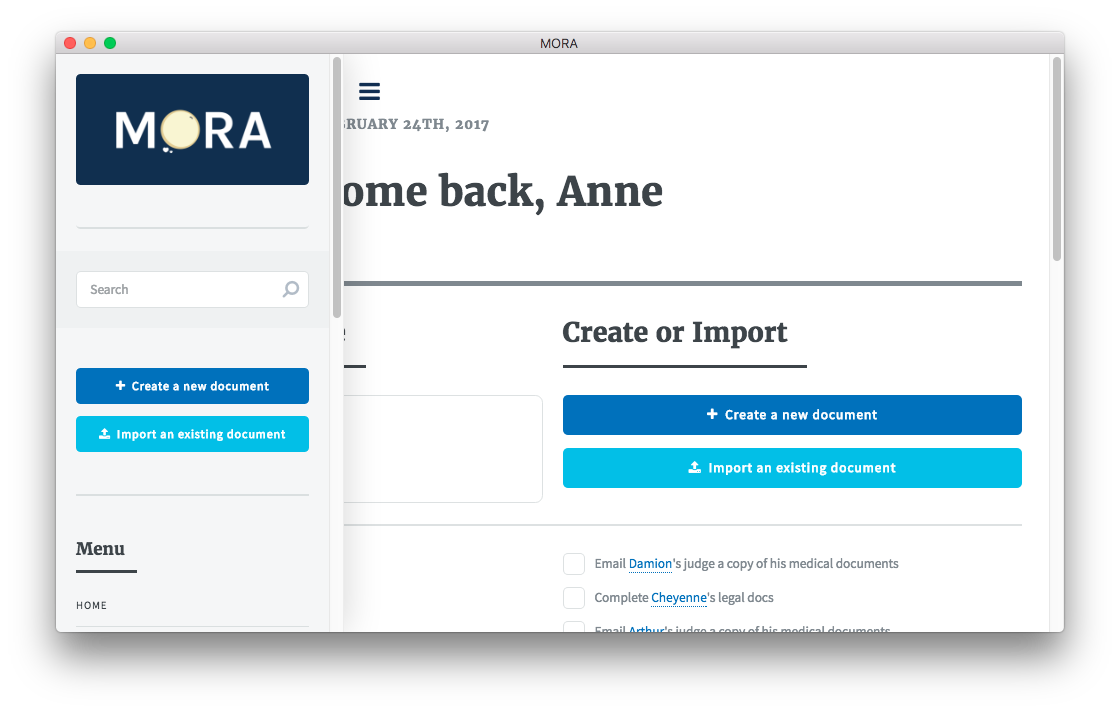 MORA
MORA
Search
Create a new document
Import an existing document
Menu
HOME
BRUARY 24TH, 2017
ome back, Anne
Create or Import
Create a new document
Import an existing document
Email Damion's judge a copy of his medical documents
Complete Cheyenne's legal docs
Email Arthur's judge a copy of his medical documents